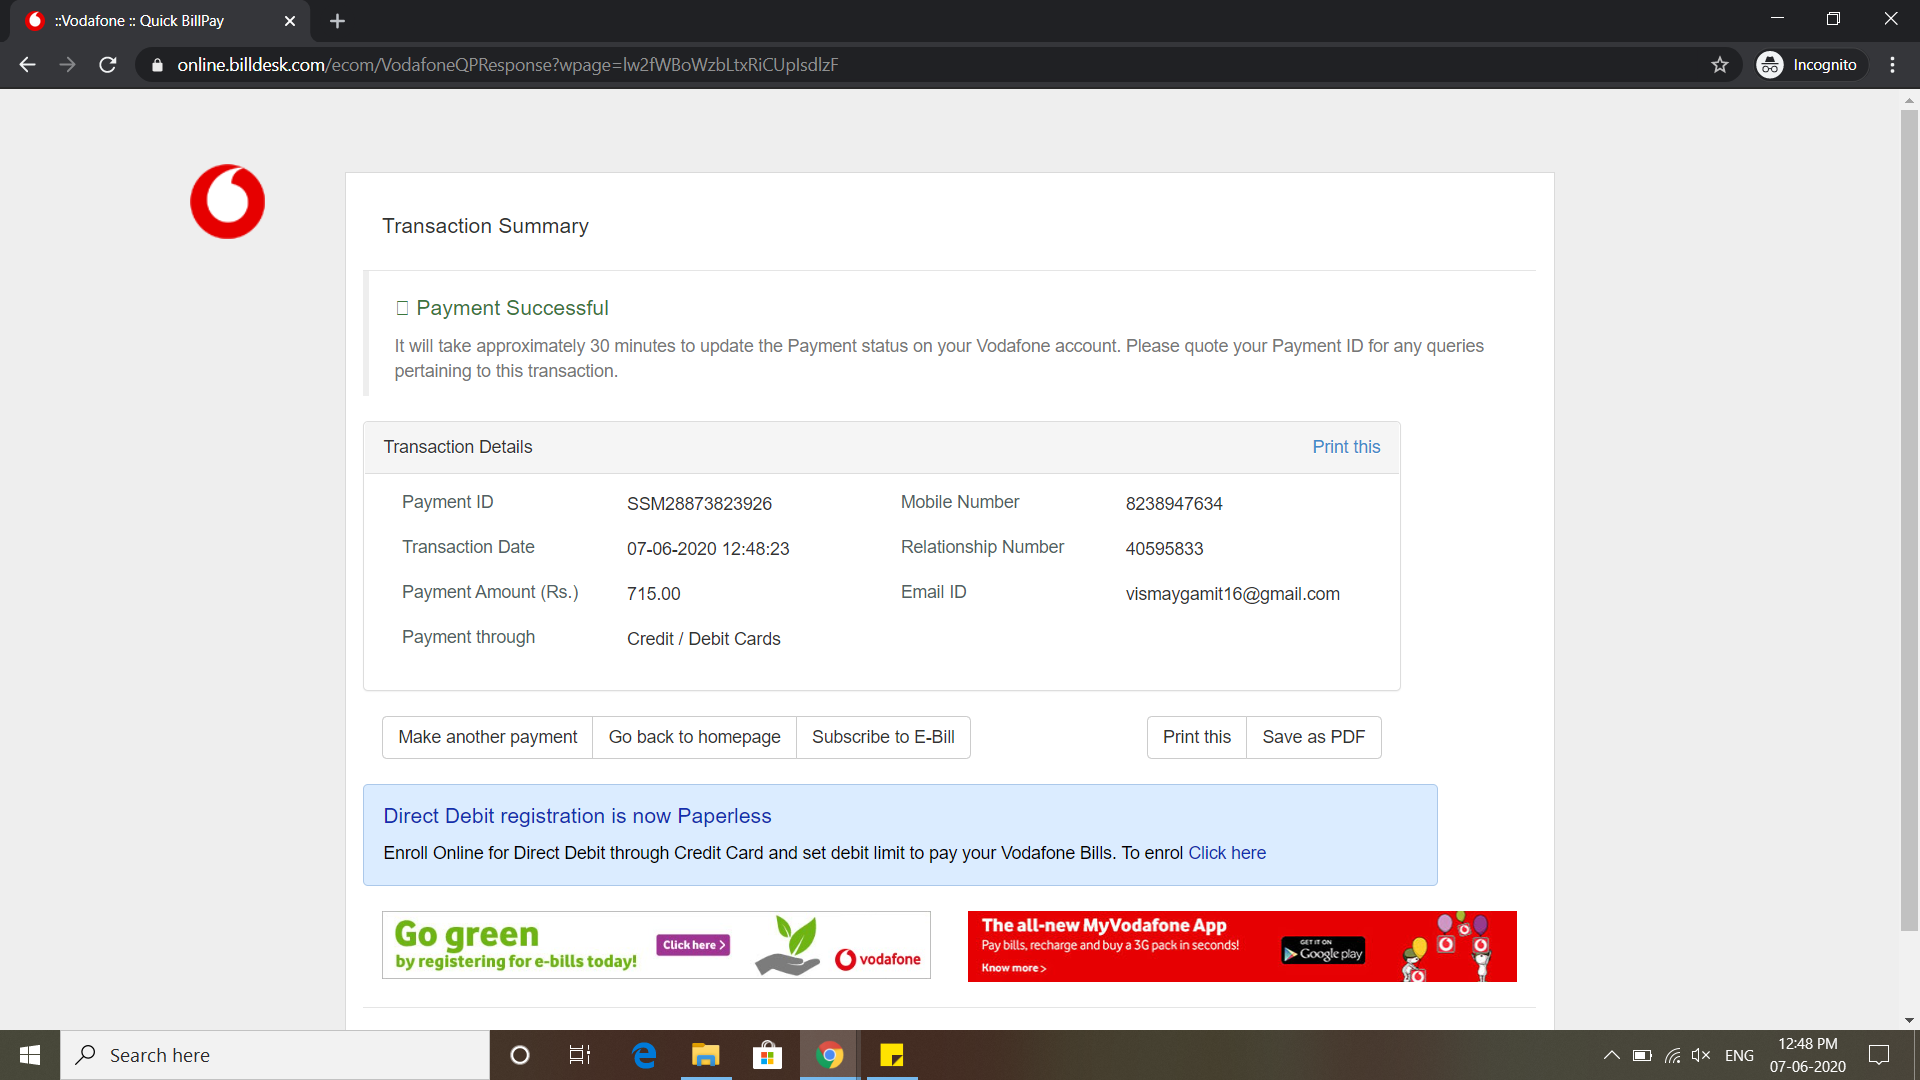 ::Vodafone :: Quick BillPay
online.billdesk.com/ecom/VodafoneQPResponse?wpage=lw2fWBoWzbLtxRiCUpIsdlzF
Incognito
Transaction Summary
Payment Successful
It will take approximately 30 minutes to update the Payment status on your Vodafone account. Please quote your Payment ID for any queries
pertaining to this transaction.
Transaction Details Print this
Payment ID SSM28873823926 Mobile Number 8238947634
Transaction Date 07-06-2020 12:48:23 Relationship Number 40595833
Payment Amount (Rs.) 715.00 Email ID vismaygamit16@gmail.com
Payment through Credit / Debit Cards
Make another payment Go back to homepage Subscribe to E-Bill Print this Save as PDF
Direct Debit registration is now Paperless
Enroll Online for Direct Debit through Credit Card and set debit limit to pay your Vodafone Bills. To enrol Click here
Go green
by registering for e-bills today!
Click here >
vodafone
The all-new MyVodafone App
Pay bills, recharge and buy a 3G pack in seconds!
Know more >
GET IT ON
Google play
Search here
ENG
12:48 PM
07-06-2020